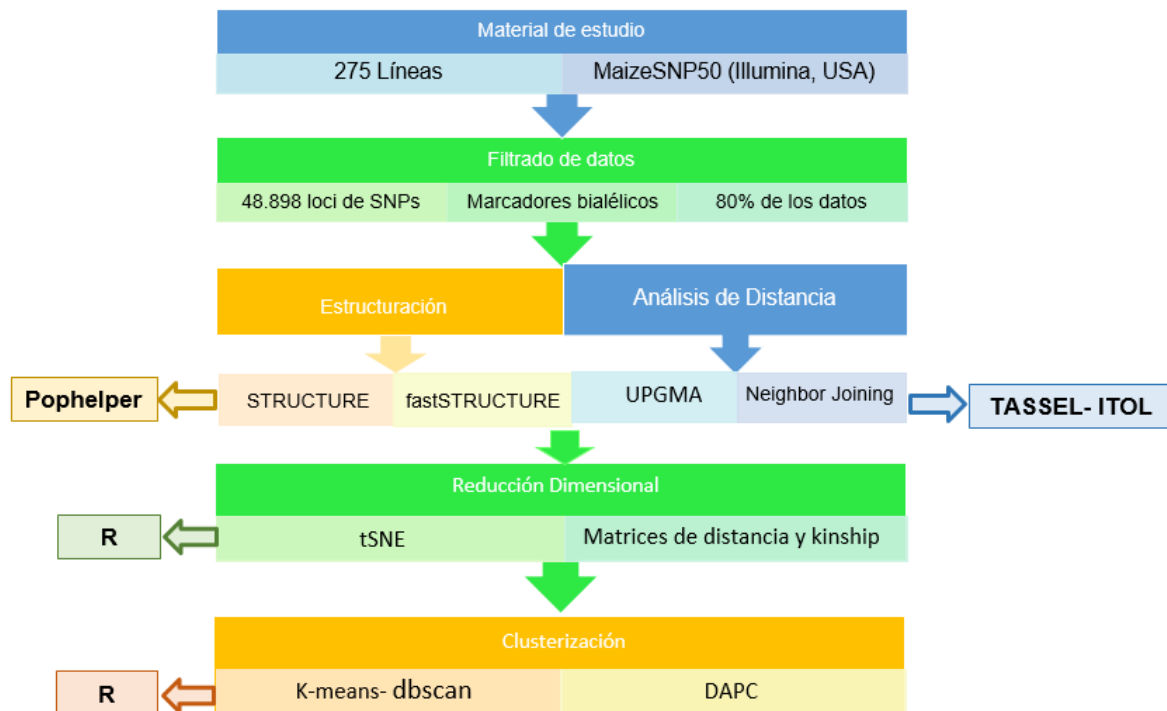 Material de estudio
275 Líneas
MaizeSNP50 (Illumina, USA)
Filtrado de datos
48.898 loci de SNPs
Marcadores bialélicos
80% de los datos
Estructuración
Análisis de Distancia
Pophelper
STRUCTURE
fastSTRUCTURE
UPGMA
Neighbor Joining
TASSEL- ITOL
Reducción Dimensional
R
tSNE
Matrices de distancia y kinship
Clusterización
R
K-means- dbscan
DAPC